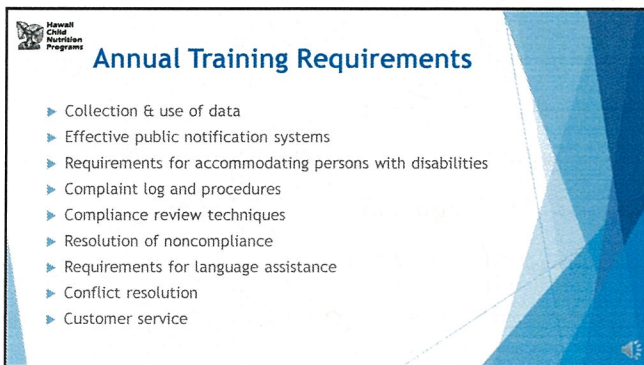 Hawaii
Child
Nutrition
Programs
Annual Training Requirements
Collection & use of data
Effective public notification systems
Requirements for accommodating persons with disabilities
Complaint log and procedures
Compliance review techniques
Resolution of noncompliance
Requirements for language assistance
Conflict resolution
Customer service